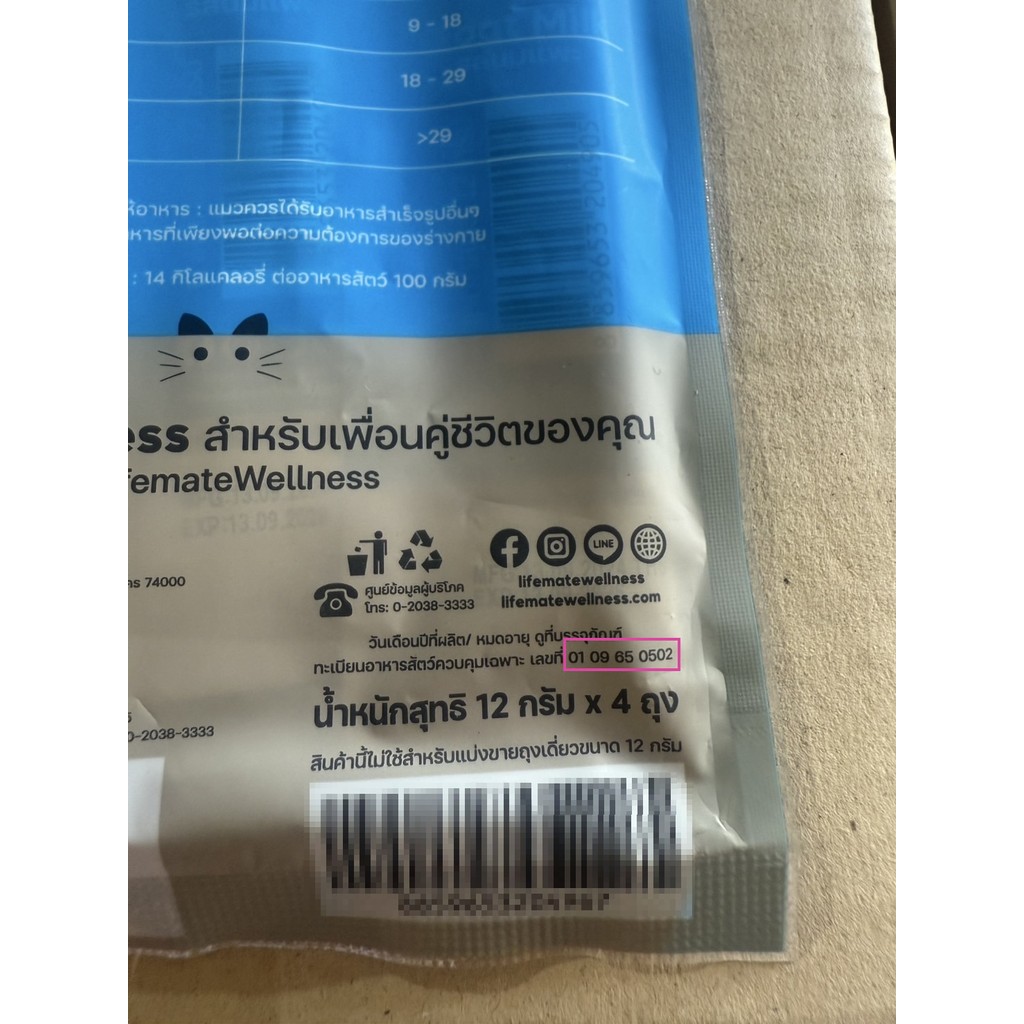 9 - 18
18 - 29
>29
ห้อาหาร : แมวควรได้รับอาหารสำเร็จรูปอื่นๆ
หารที่เพียงพอต่อความต้องการของร่างกาย
: 14 กิโลแคลอรี่ ต่ออาหารสัตว์ 100 กรัม
ess สำหรับเพื่อนคู่ชีวิตของคุณ
femateWellness
EXP:13.09.
LINE
74000
ศูนย์ข้อมูลผู้บริโภค
โทร: 0-2038-3333
lifematewellness
lifematewellness.com
วันเดือนปีที่ผลิต/ หมดอายุ ดูที่บรรจุภัณฑ์
ทะเบียนอาหารสัตว์ควบคุมเฉพาะ เลขที่ 01 09 65 0502
น้ำหนักสุทธิ 12 กรัม x 4 ถุง
0-2038-3333
สินค้านี้ไม่ใช้สำหรับแบ่งขายถุงเดี่ยวขนาด 12 กรัม